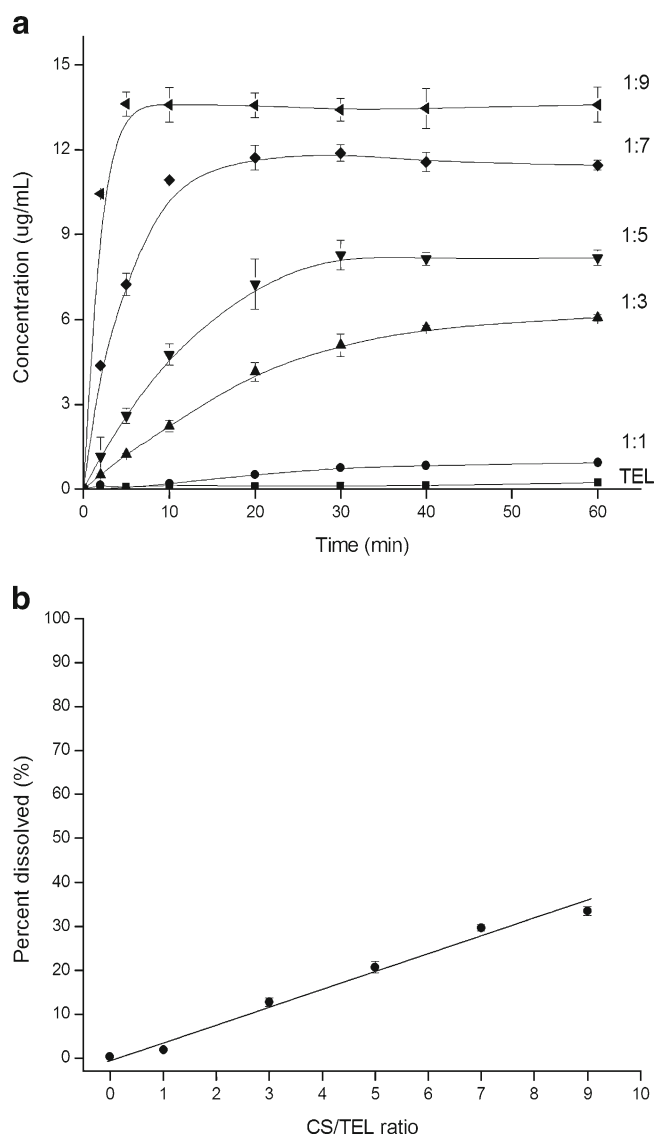 a
15
12
9
6
3
0
Concentration (ug/mL)
1:9
1:7
1:5
1:3
1:1
TEL
0 10 20 30 40 50 60
Time (min)
b
100
90
80
70
60
50
40
30
20
10
0
Percent dissolved (%)
0 1 2 3 4 5 6 7 8 9 10
CS/TEL ratio